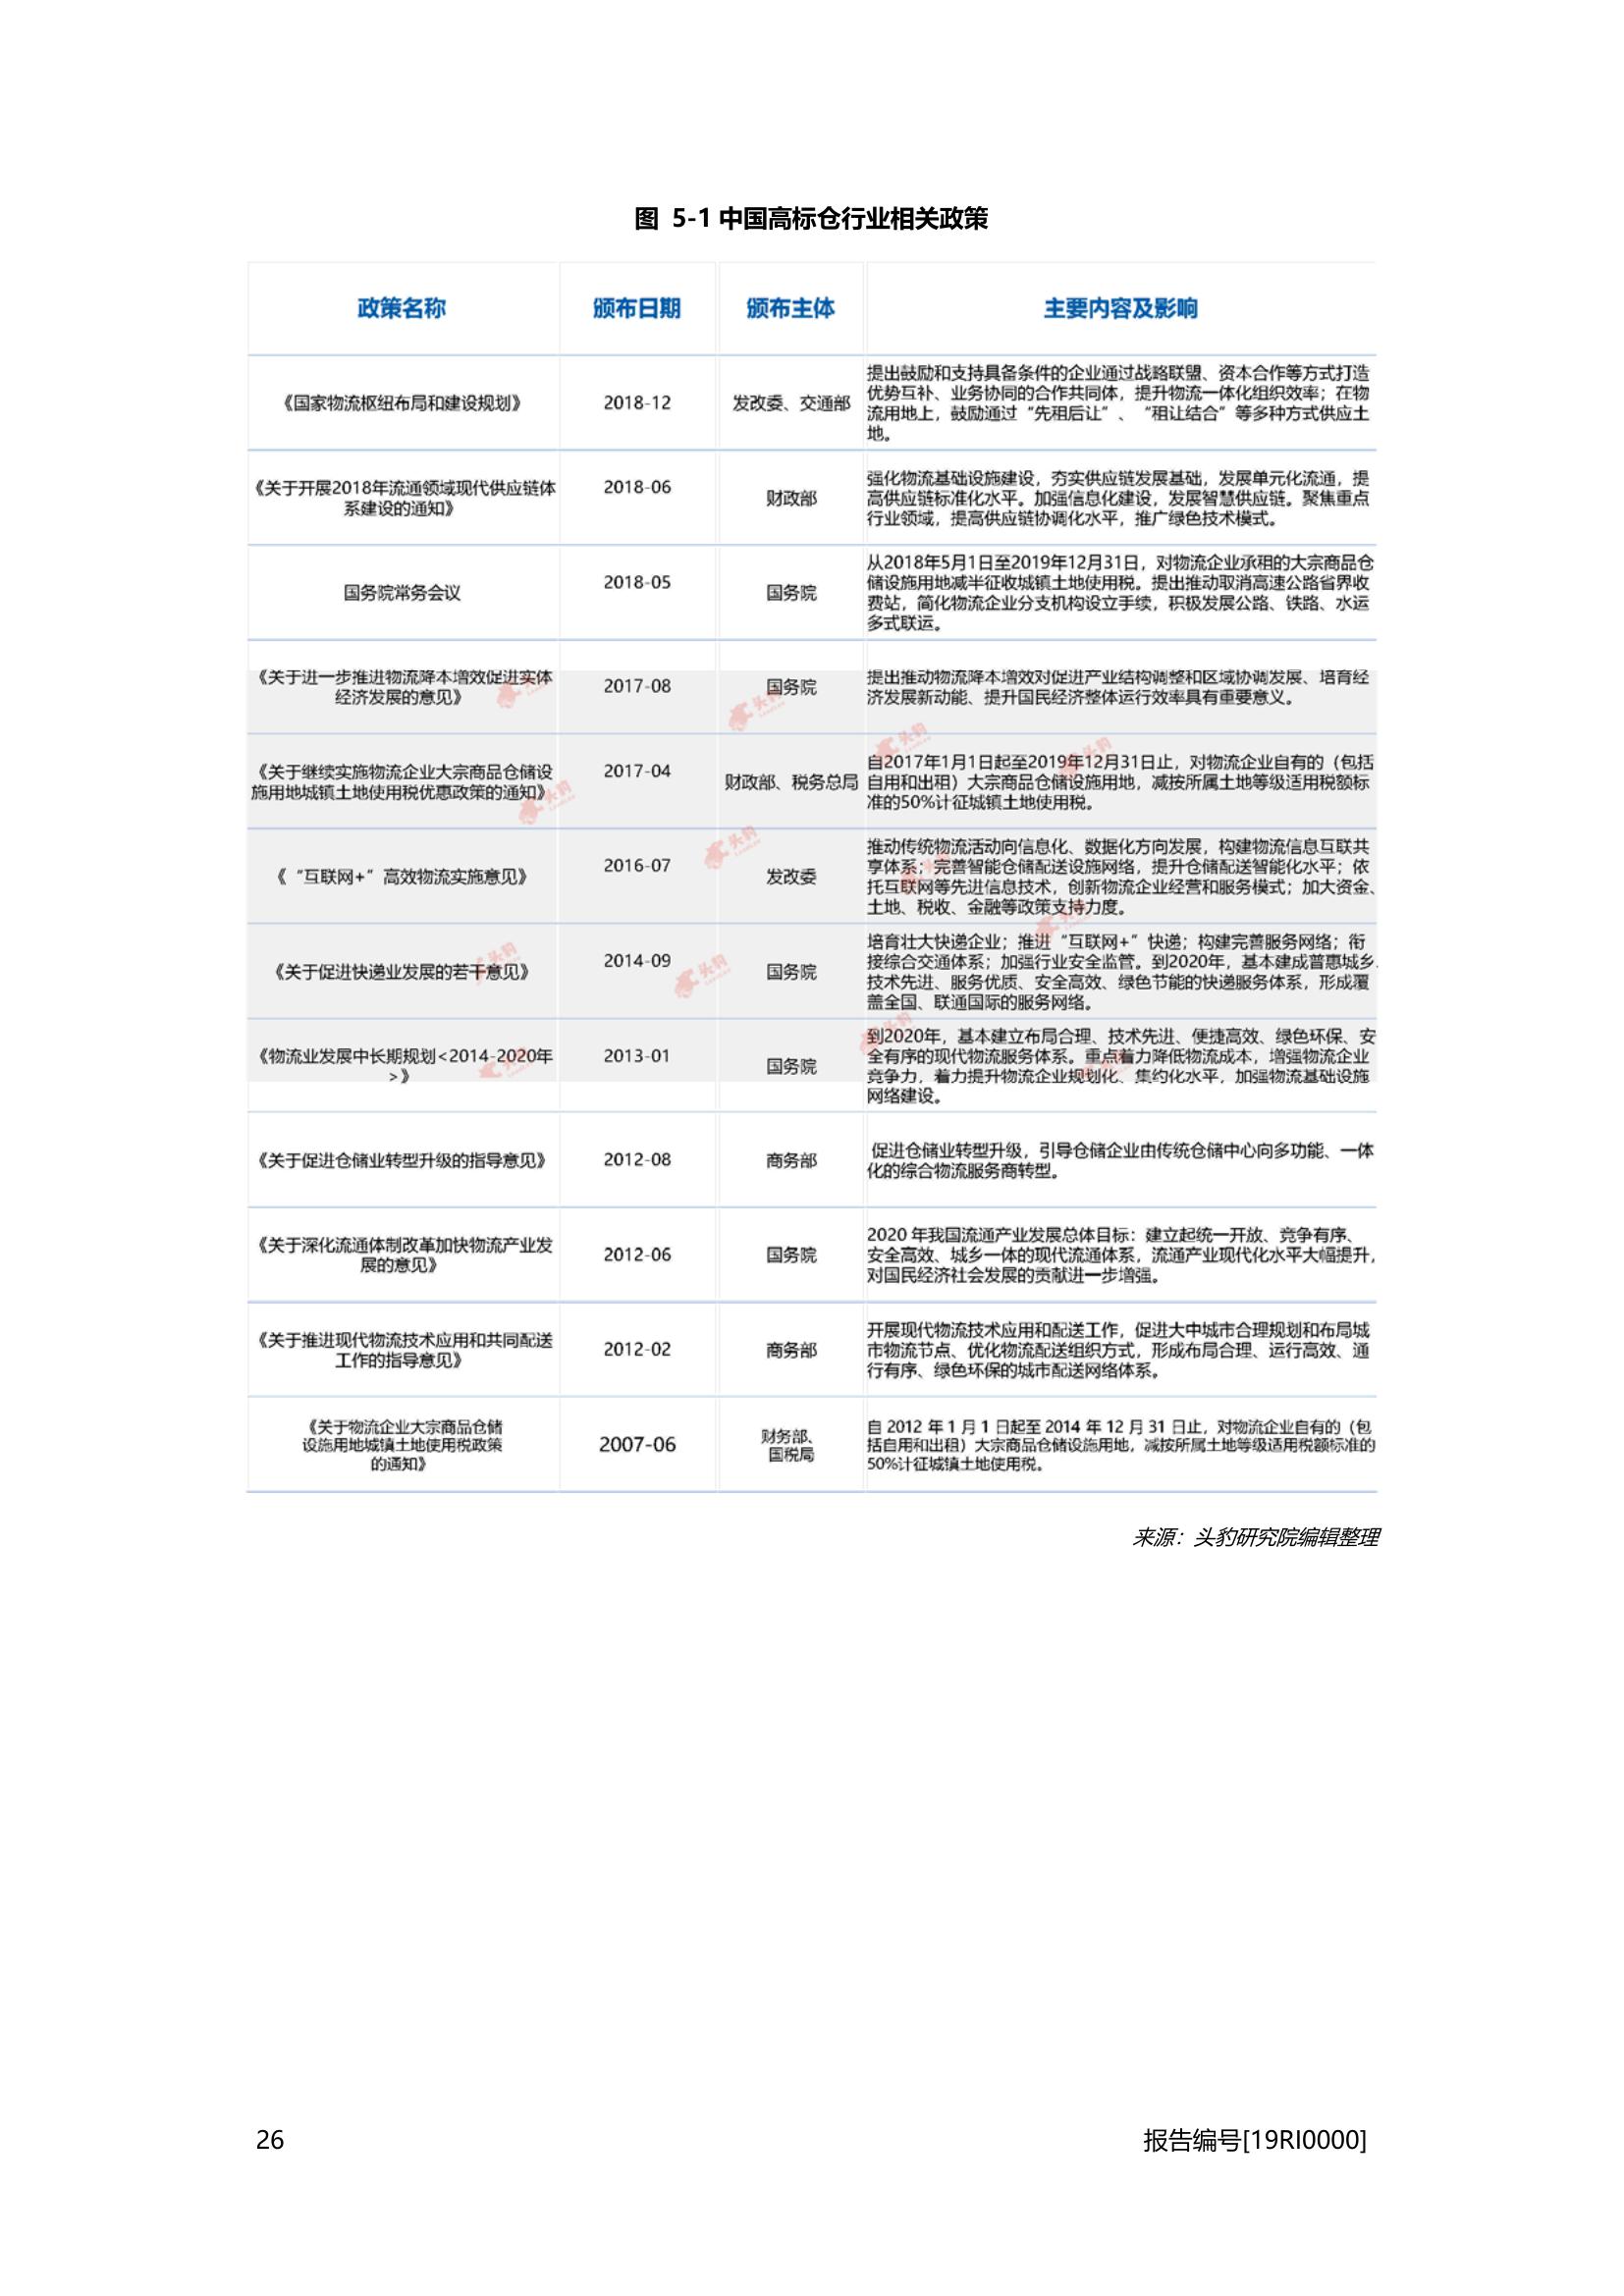 图 5-1 中国高标仓行业相关政策
政策名称 颁布日期 颁布主体 主要内容及影响
《国家物流枢纽布局和建设规划》 2018-12 发改委、交通部
提出鼓励和支持具备条件的企业通过战略联盟、资本合作等方式打造
优势互补、业务协同的合作共同体，提升物流一体化组织效率；在物
流用地上，鼓励通过“先租后让”、“租让结合”等多种方式供应土
地。
《关于开展2018年流通领域现代供应链体
系建设的通知》
2018-06
财政部
强化物流基础设施建设，夯实供应链发展基础，发展单元化流通，提
高供应链标准化水平。加强信息化建设，发展智慧供应链。聚焦重点
行业领域，提高供应链协调化水平，推广绿色技术模式。
国务院常务会议
2018-05
国务院
从2018年5月1日至2019年12月31日，对物流企业承租的大宗商品仓
储设施用地减半征收城镇土地使用税。提出推动取消高速公路省界收
费站，简化物流企业分支机构设立手续，积极发展公路、铁路、水运
多式联运。
《关于进一步推进物流降本增效促进实体
经济发展的意见》
2017-08
国务院
提出推动物流降本增效对促进产业结构调整和区域协调发展、培育经
济发展新动能、提升国民经济整体运行效率具有重要意义。
《关于继续实施物流企业大宗商品仓储设
施用地城镇土地使用税优惠政策的通知》
2017-04
财政部、税务总局
自2017年1月1日起至2019年12月31日止，对物流企业自有的（包括
自用和出租）大宗商品仓储设施用地，减按所属土地等级适用税额标
准的50%计征城镇土地使用税。
《“互联网+”高效物流实施意见》
2016-07
发改委
推动传统物流活动向信息化、数据化方向发展，构建物流信息互联共
享体系；完善智能仓储配送设施网络，提升仓储配送智能化水平；依
托互联网等先进信息技术，创新物流企业经营和服务模式；加大资金、
土地、税收、金融等政策支持力度。
《关于促进快递业发展的若干意见》
2014-09
国务院
培育壮大快递企业；推进“互联网+”快递；构建完善服务网络；衔
接综合交通体系；加强行业安全监管。到2020年，基本建成普惠城乡、
技术先进、服务优质、安全高效、绿色节能的快递服务体系，形成覆
盖全国、联通国际的服务网络。
《物流业发展中长期规划<2014-2020年
>》
2013-01
国务院
到2020年，基本建立布局合理、技术先进、便捷高效、绿色环保、安
全有序的现代物流服务体系。重点着力降低物流成本，增强物流企业
竞争力，着力提升物流企业规划化、集约化水平，加强物流基础设施
网络建设。
《关于促进仓储业转型升级的指导意见》
2012-08
商务部
促进仓储业转型升级，引导仓储企业由传统仓储中心向多功能、一体
化的综合物流服务商转型。
《关于深化流通体制改革加快物流产业发
展的意见》
2012-06
国务院
2020 年我国流通产业发展总体目标：建立起统一开放、竞争有序、
安全高效、城乡一体的现代流通体系，流通产业现代化水平大幅提升，
对国民经济社会发展的贡献进一步增强。
《关于推进现代物流技术应用和共同配送
工作的指导意见》
2012-02
商务部
开展现代物流技术应用和配送工作，促进大中城市合理规划和布局城
市物流节点、优化物流配送组织方式，形成布局合理、运行高效、通
行有序、绿色环保的城市配送网络体系。
《关于物流企业大宗商品仓储
设施用地城镇土地使用税政策
的通知》
2007-06
财务部、
国税局
自 2012 年 1 月 1 日起至 2014 年 12 月 31 日止，对物流企业自有的（包
括自用和出租）大宗商品仓储设施用地，减按所属土地等级适用税额标准的
50%计征城镇土地使用税。
来源：头豹研究院编辑整理
26 报告编号[19RI0000]